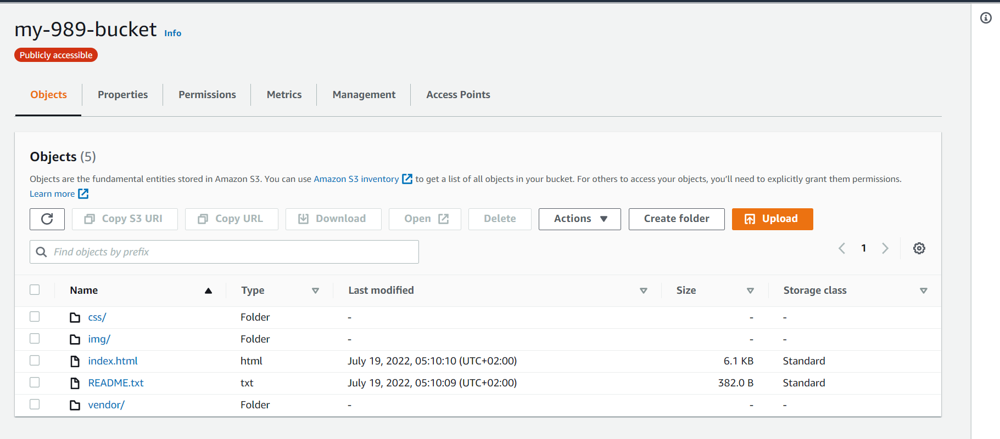 my-989-bucket Info
Publicly accessible
Objects Properties Permissions Metrics Management Access Points
Objects (5)
Objects are the fundamental entities stored in Amazon S3. You can use Amazon S3 inventory to get a list of all objects in your bucket. For others to access your objects, you'll need to explicitly grant them permissions.
Learn more
Copy S3 URI Copy URL Download Open Delete Actions Create folder Upload
Find objects by prefix 1
Name Type Last modified Size Storage class
css/ Folder - - -
img/ Folder - - -
index.html html July 19, 2022, 05:10:10 (UTC+02:00) 6.1 KB Standard
README.txt txt July 19, 2022, 05:10:09 (UTC+02:00) 382.0 B Standard
vendor/ Folder - - -